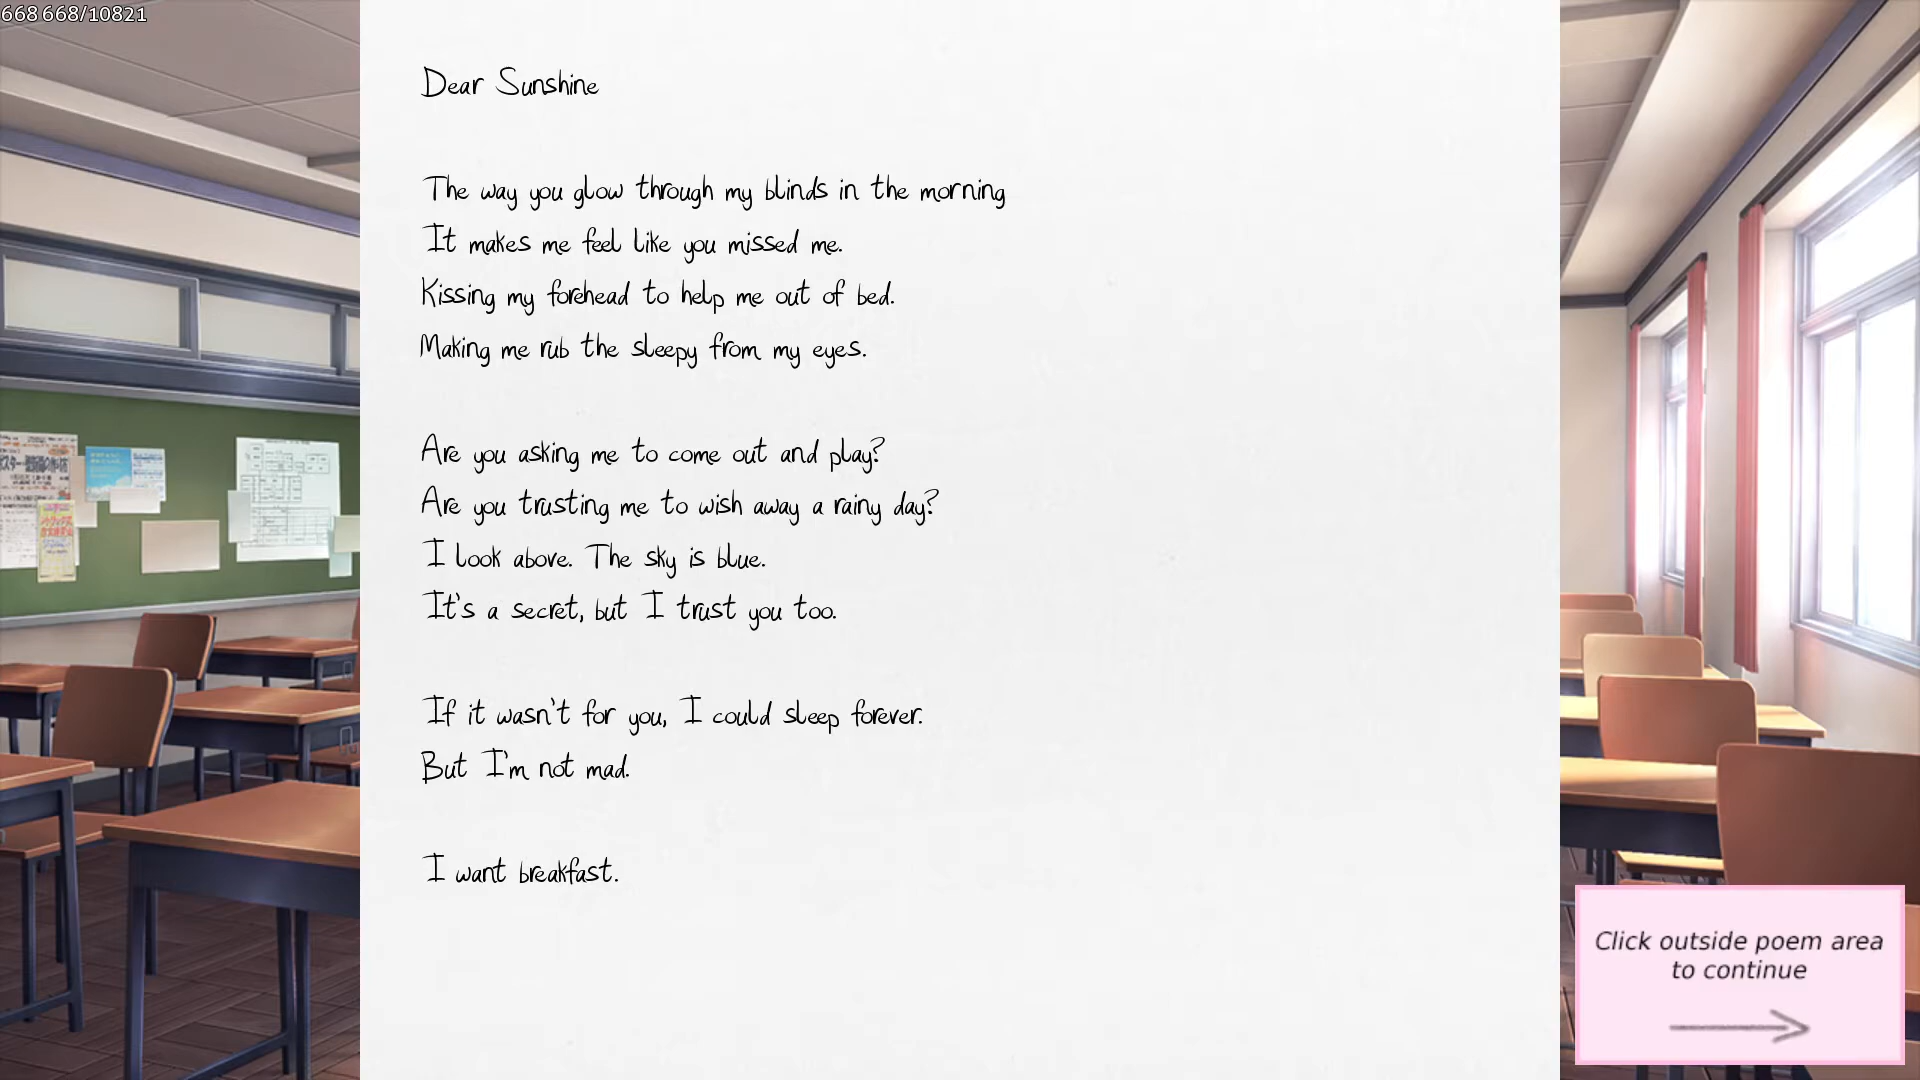 668 668/10821
Dear Sunshine
The way you glow through my blinds in the morning
It makes me feel like you missed me.
Kissing my forehead to help me out of bed.
Making me rub the sleepy from my eyes.
Are you asking me to come out and play?
Are you trusting me to wish away a rainy day?
I look above. The sky is blue.
It's a secret, but I trust you too.
If it wasn't for you, I could sleep forever.
But I'm not mad.
I want breakfast.
Click outside poem area
to continue